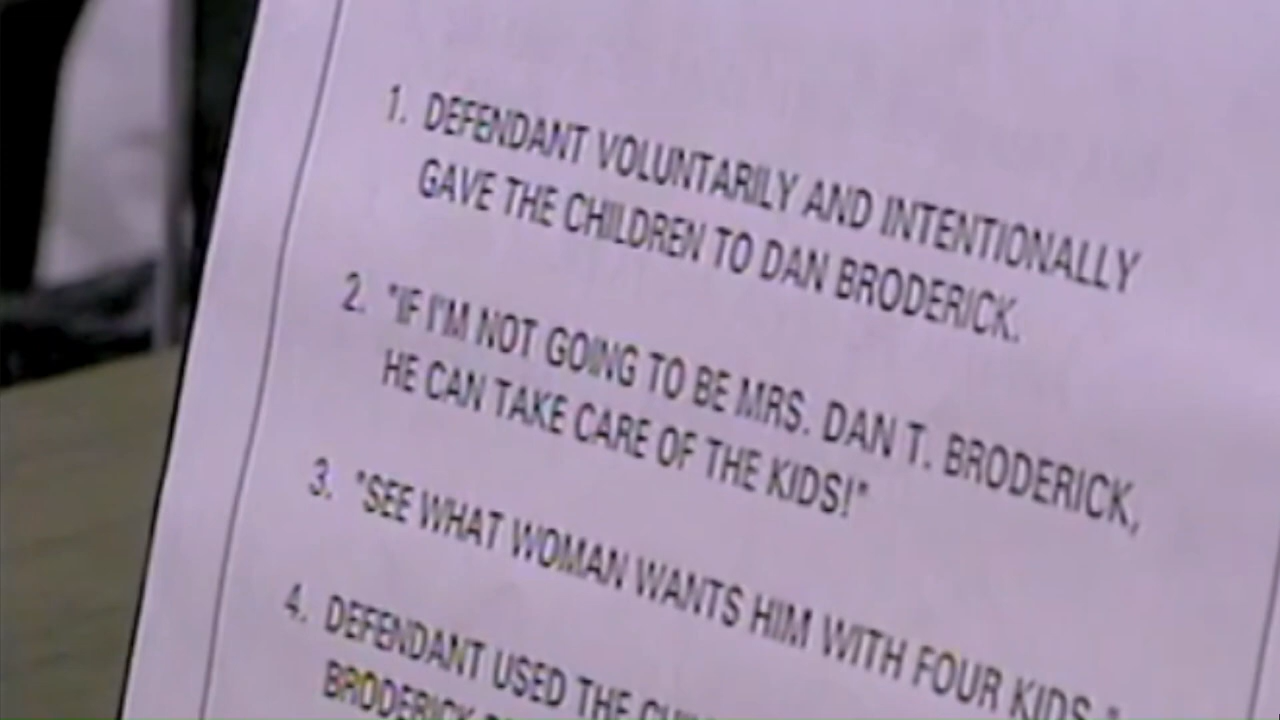 1. DEFENDANT VOLUNTARILY AND INTENTIONALLY
GAVE THE CHILDREN TO DAN BRODERICK.
2. "IF I'M NOT GOING TO BE MRS. DAN T. BRODERICK,
HE CAN TAKE CARE OF THE KIDS!"
3. "SEE WHAT WOMAN WANTS HIM WITH FOUR KIDS."
4. DEFENDANT USED THE
BRODERICK